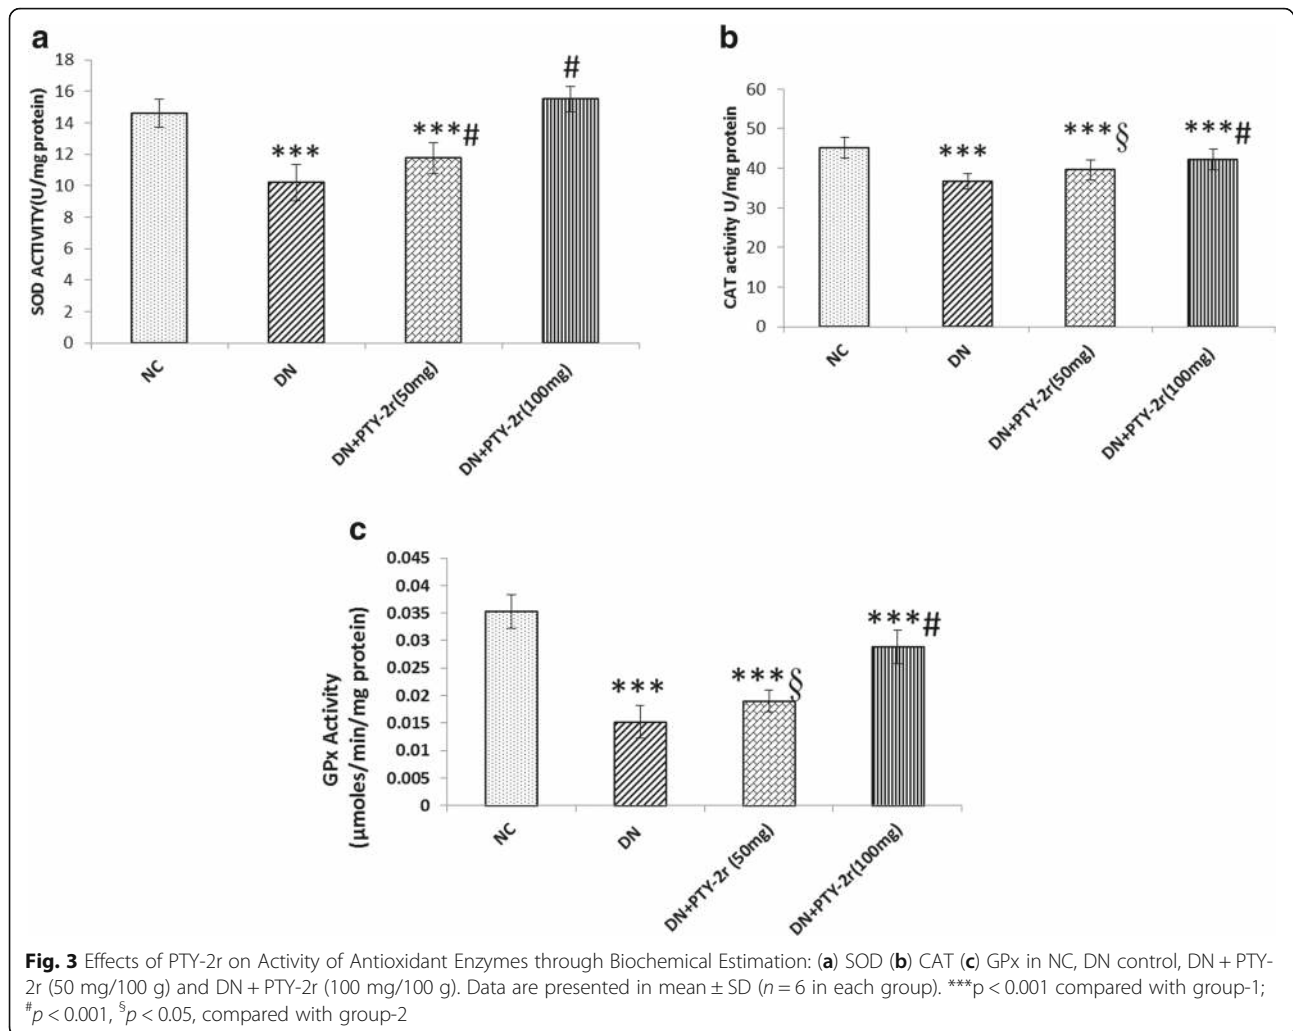 a
SOD ACTIVITY(U/mg protein)
18
16
14
12
10
8
6
4
2
0
***
***#
#
NC
DN
DN+PTY-2r(50mg)
DN+PTY-2r(100mg)
b
CAT activity U/mg protein
60
50
40
30
20
10
0
***
***§
***#
NC
DN
DN+PTY-2r(50mg)
DN+PTY-2r(100mg)
c
GPx Activity
(µmoles/min/mg protein)
0.045
0.04
0.035
0.03
0.025
0.02
0.015
0.01
0.005
0
***
***§
***#
NC
DN
DN+PTY-2r (50mg)
DN+PTY-2r(100mg)
Fig. 3 Effects of PTY-2r on Activity of Antioxidant Enzymes through Biochemical Estimation: (a) SOD (b) CAT (c) GPx in NC, DN control, DN + PTY-
2r (50 mg/100 g) and DN + PTY-2r (100 mg/100 g). Data are presented in mean ± SD (n = 6 in each group). ***p < 0.001 compared with group-1;
#p < 0.001, §p < 0.05, compared with group-2